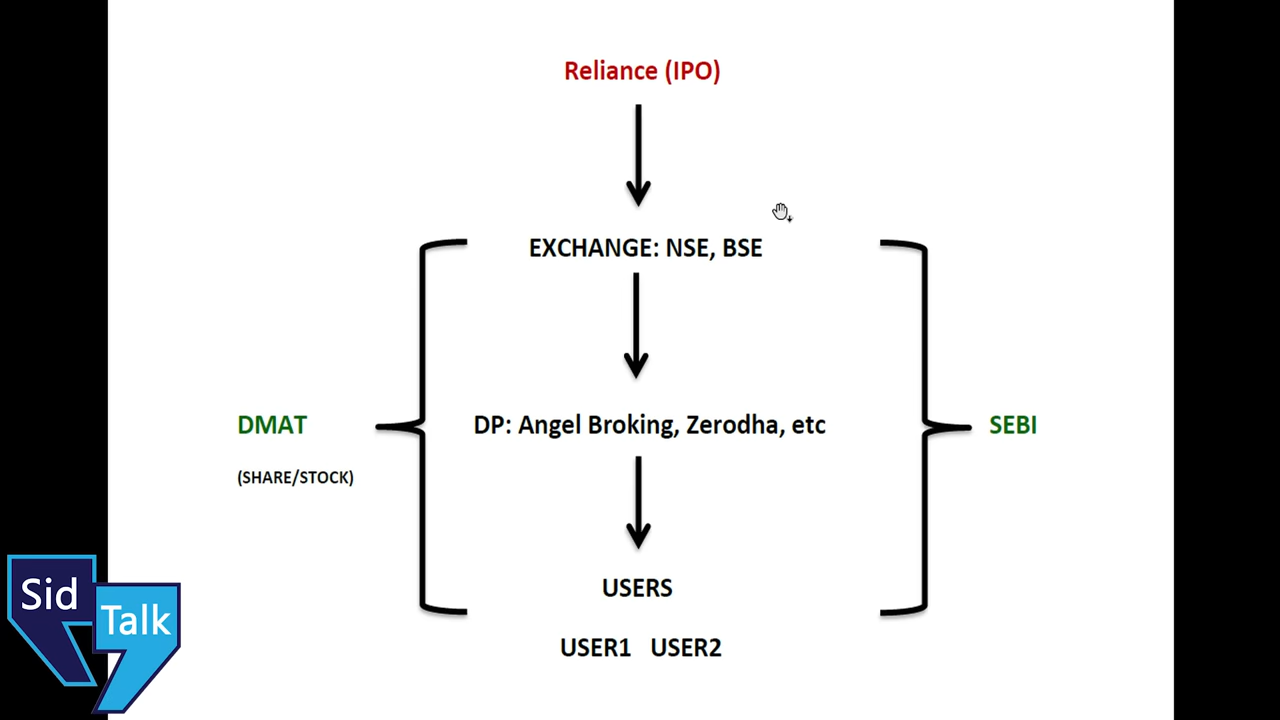 Reliance (IPO)
EXCHANGE: NSE, BSE
DMAT
DP: Angel Broking, Zerodha, etc
SEBI
(SHARE/STOCK)
USERS
USER1 USER2
Sid
Talk